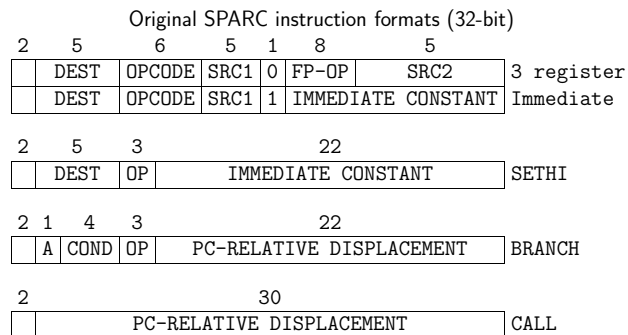 Original SPARC instruction formats (32-bit)
2 5 6 5 1 8 5
DEST OPCODE SRC1 0 FP-OP SRC2 3 register
DEST OPCODE SRC1 1 IMMEDIATE CONSTANT Immediate
2 5 3 22
DEST OP IMMEDIATE CONSTANT SETHI
2 1 4 3 22
A COND OP PC-RELATIVE DISPLACEMENT BRANCH
2 30
PC-RELATIVE DISPLACEMENT CALL